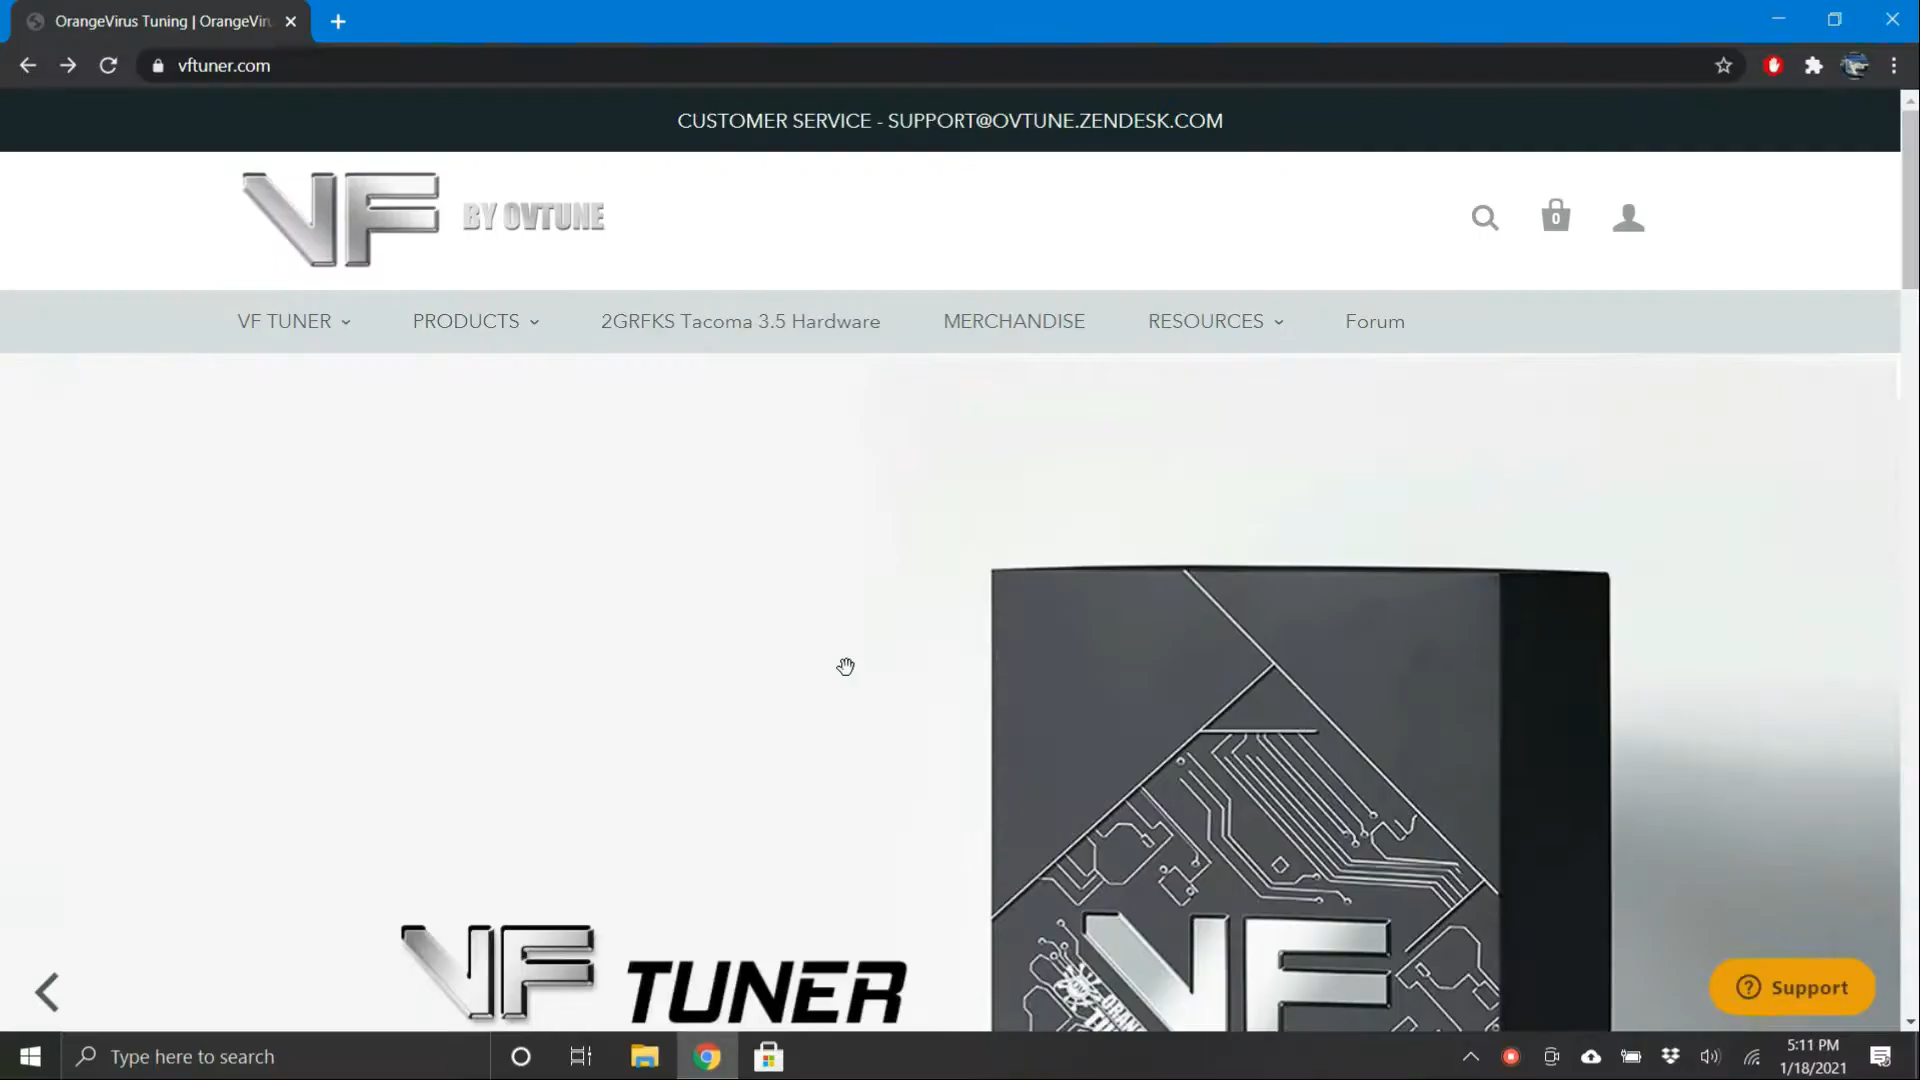 OrangeVirus Tuning | OrangeViru
vftuner.com
CUSTOMER SERVICE - SUPPORT@OVTUNE.ZENDESK.COM
VF BY OVTUNE
0
VF TUNER
PRODUCTS
2GRFKS Tacoma 3.5 Hardware
MERCHANDISE
RESOURCES
Forum
VF TUNER
VF
Support
Type here to search
5:11 PM
1/18/2021